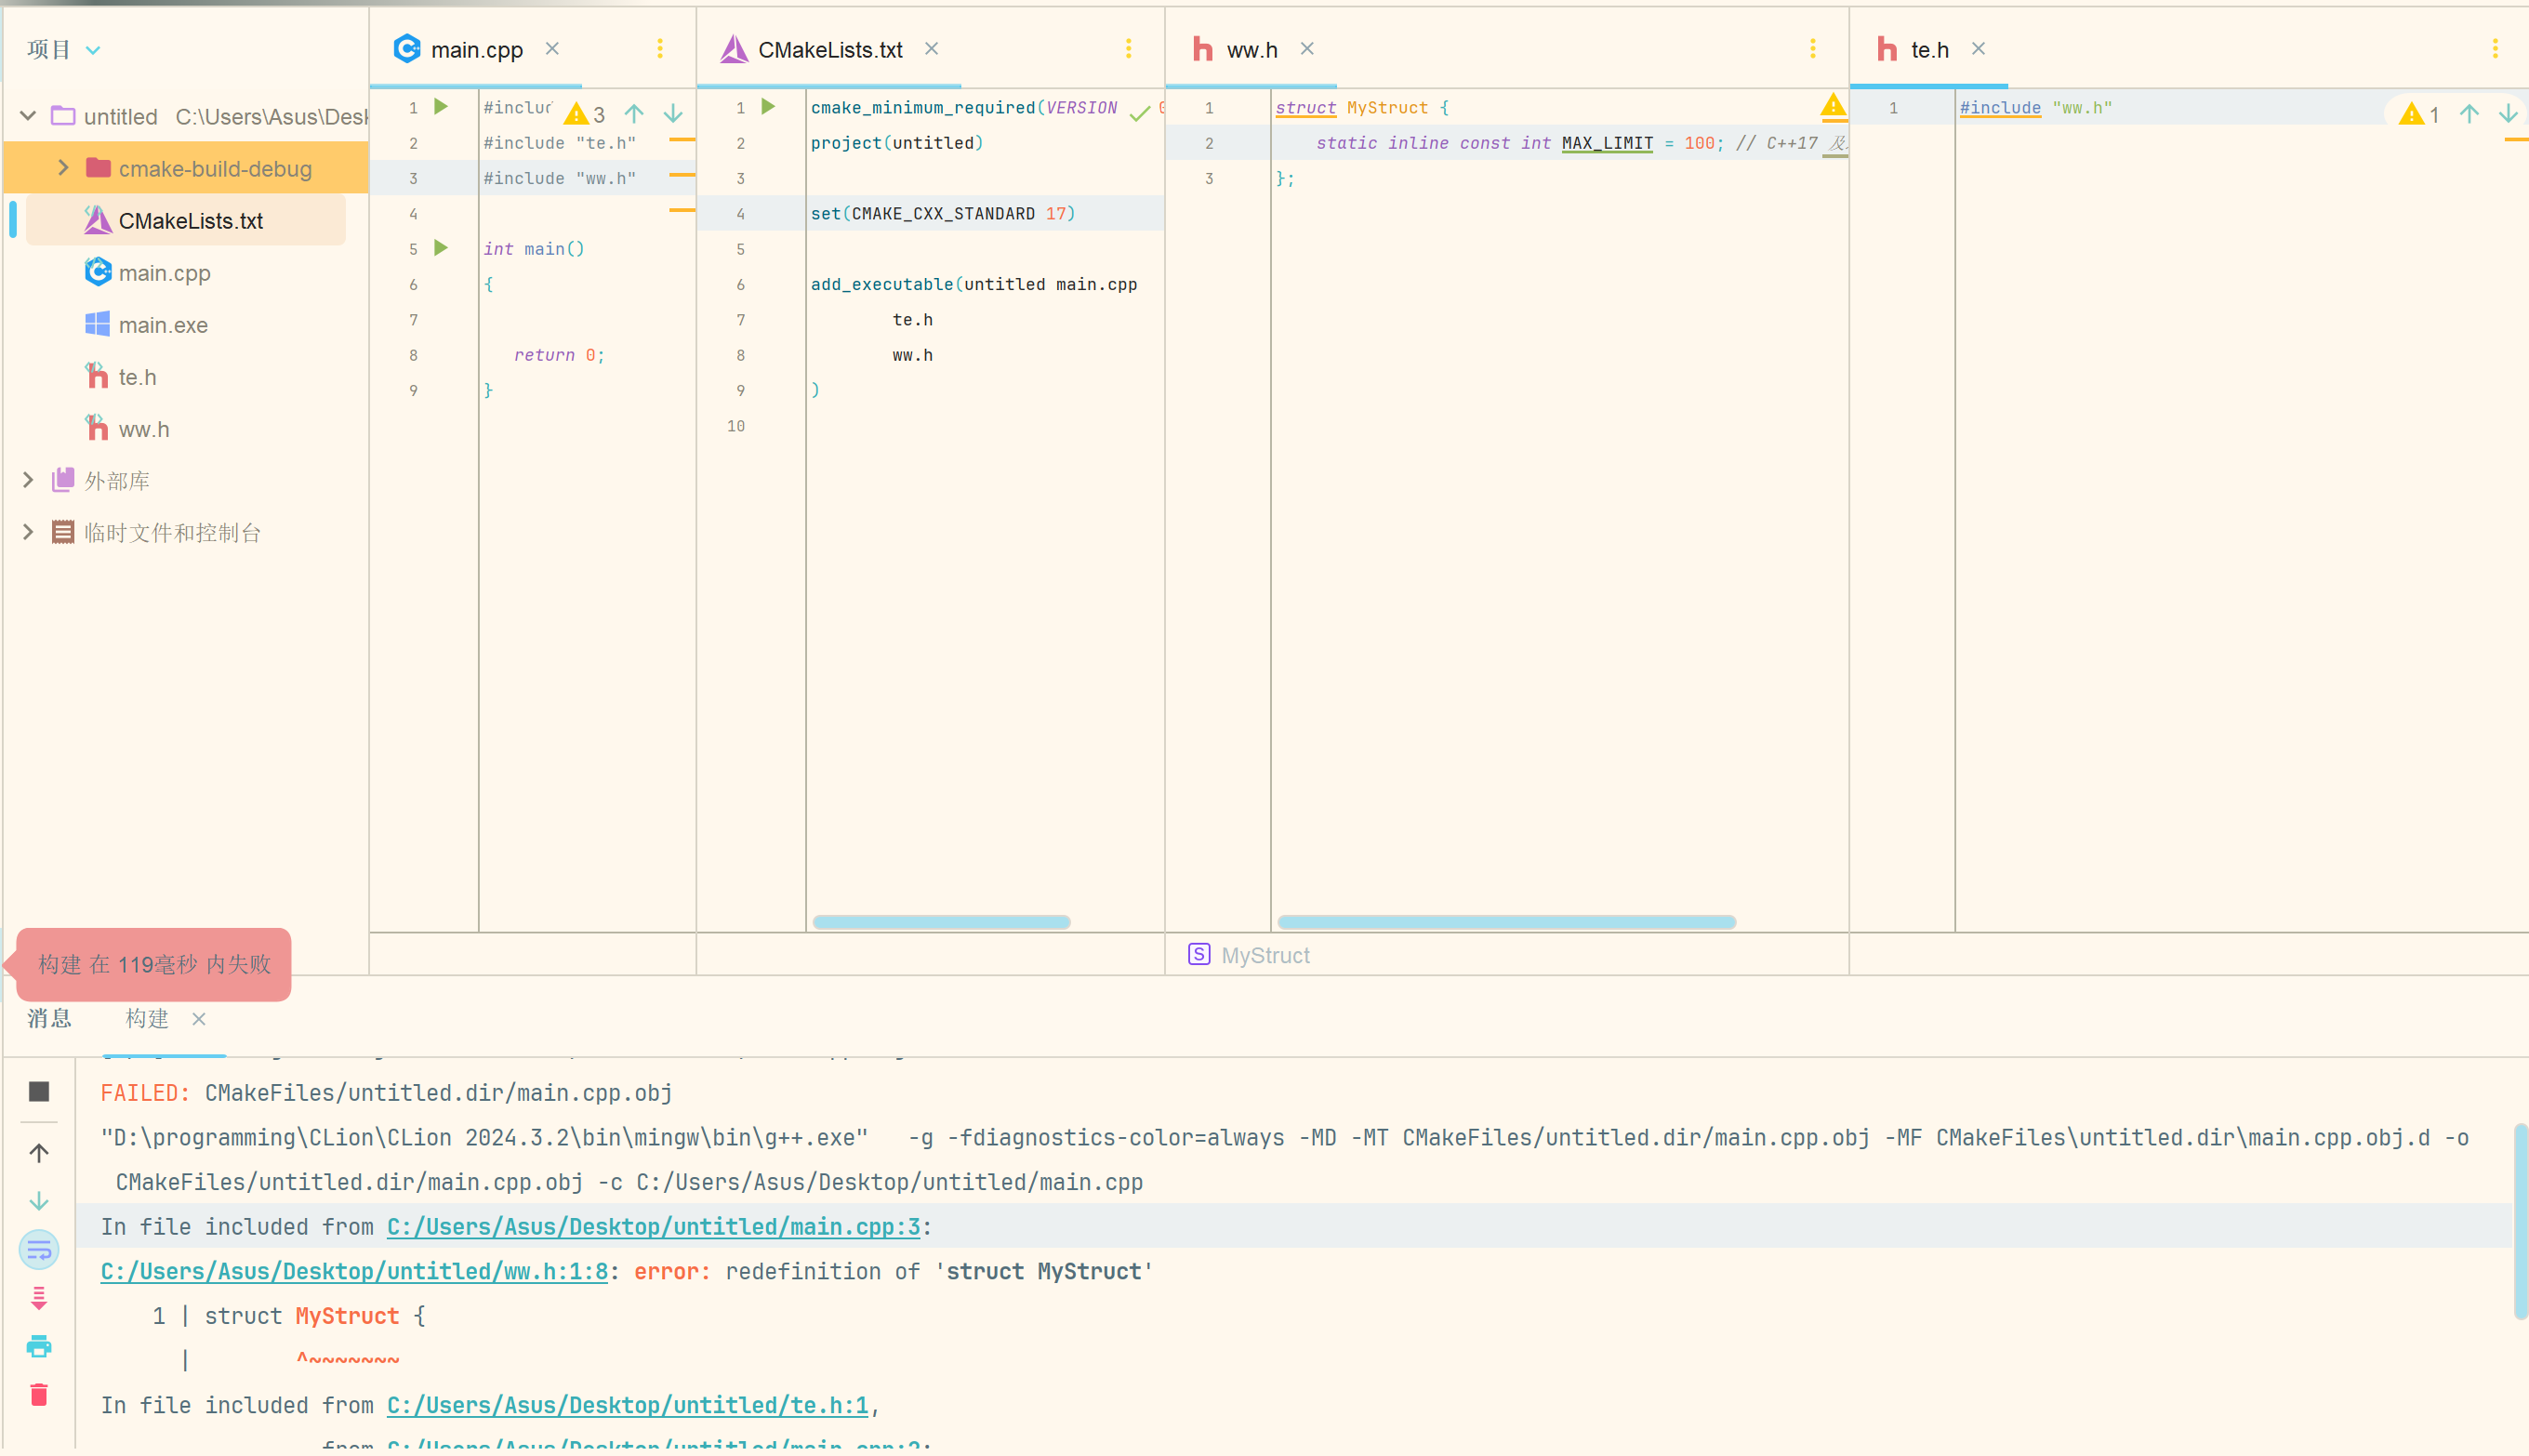 项目
untitled C:\Users\Asus\Des
cmake-build-debug
CMakeLists.txt
main.cpp
main.exe
te.h
ww.h
外部库
临时文件和控制台
main.cpp
3
1 #inclu
2 #include "te.h"
3 #include "ww.h"
4
5 int main()
6 {
7
8 return 0;
9 }
CMakeLists.txt
1 cmake_minimum_required(VERSION
2 project(untitled)
3
4 set(CMAKE_CXX_STANDARD 17)
5
6 add_executable(untitled main.cpp
7 te.h
8 ww.h
9 )
10
ww.h
1 struct MyStruct {
2 static inline const int MAX_LIMIT = 100; // C++17 及
3 };
S MyStruct
te.h
1 #include "ww.h"
1
构建 在 119毫秒 内失败
消息 构建
FAILED: CMakeFiles/untitled.dir/main.cpp.obj
"D:\programming\CLion\CLion 2024.3.2\bin\mingw\bin\g++.exe" -g -fdiagnostics-color=always -MD -MT CMakeFiles/untitled.dir/main.cpp.obj -MF CMakeFiles\untitled.dir\main.cpp.obj.d -o
CMakeFiles/untitled.dir/main.cpp.obj -c C:/Users/Asus/Desktop/untitled/main.cpp
In file included from C:/Users/Asus/Desktop/untitled/main.cpp:3:
C:/Users/Asus/Desktop/untitled/ww.h:1:8: error: redefinition of 'struct MyStruct'
1 | struct MyStruct {
| ^~~~~~~~
In file included from C:/Users/Asus/Desktop/untitled/te.h:1,
from C:/Users/Asus/Desktop/untitled/main.cpp:2: